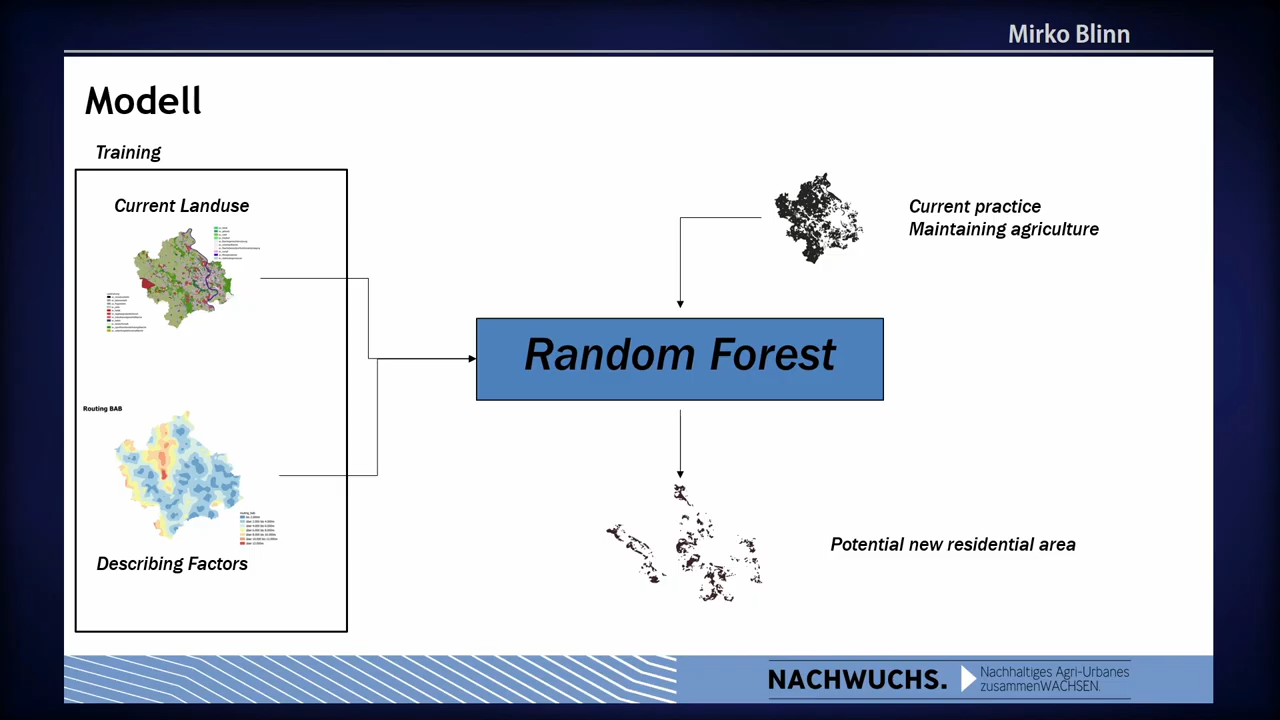 Mirko Blinn
Modell
Training
Current Landuse
Routing BAB
Describing Factors
Current practice
Maintaining agriculture
Random Forest
Potential new residential area
NACHWUCHS.
Nachhaltiges Agri-Urbanes
zusammenWACHSEN.